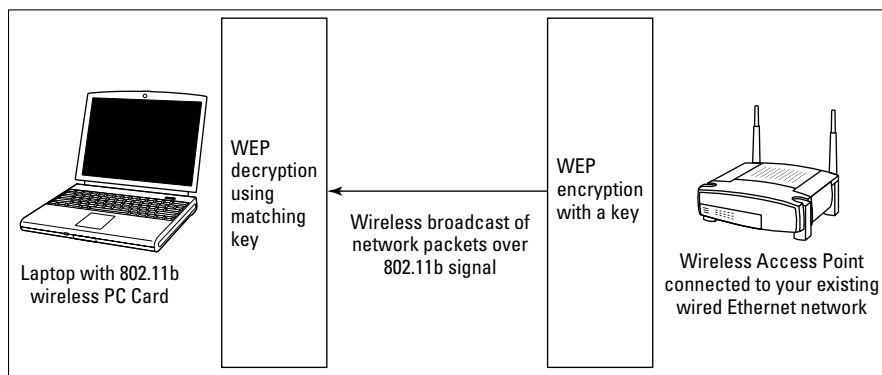 WEP
decryption
using
matching
key
WEP
encryption
with a key
Wireless broadcast of
network packets over
802.11b signal
Laptop with 802.11b
wireless PC Card
Wireless Access Point
connected to your existing
wired Ethernet network